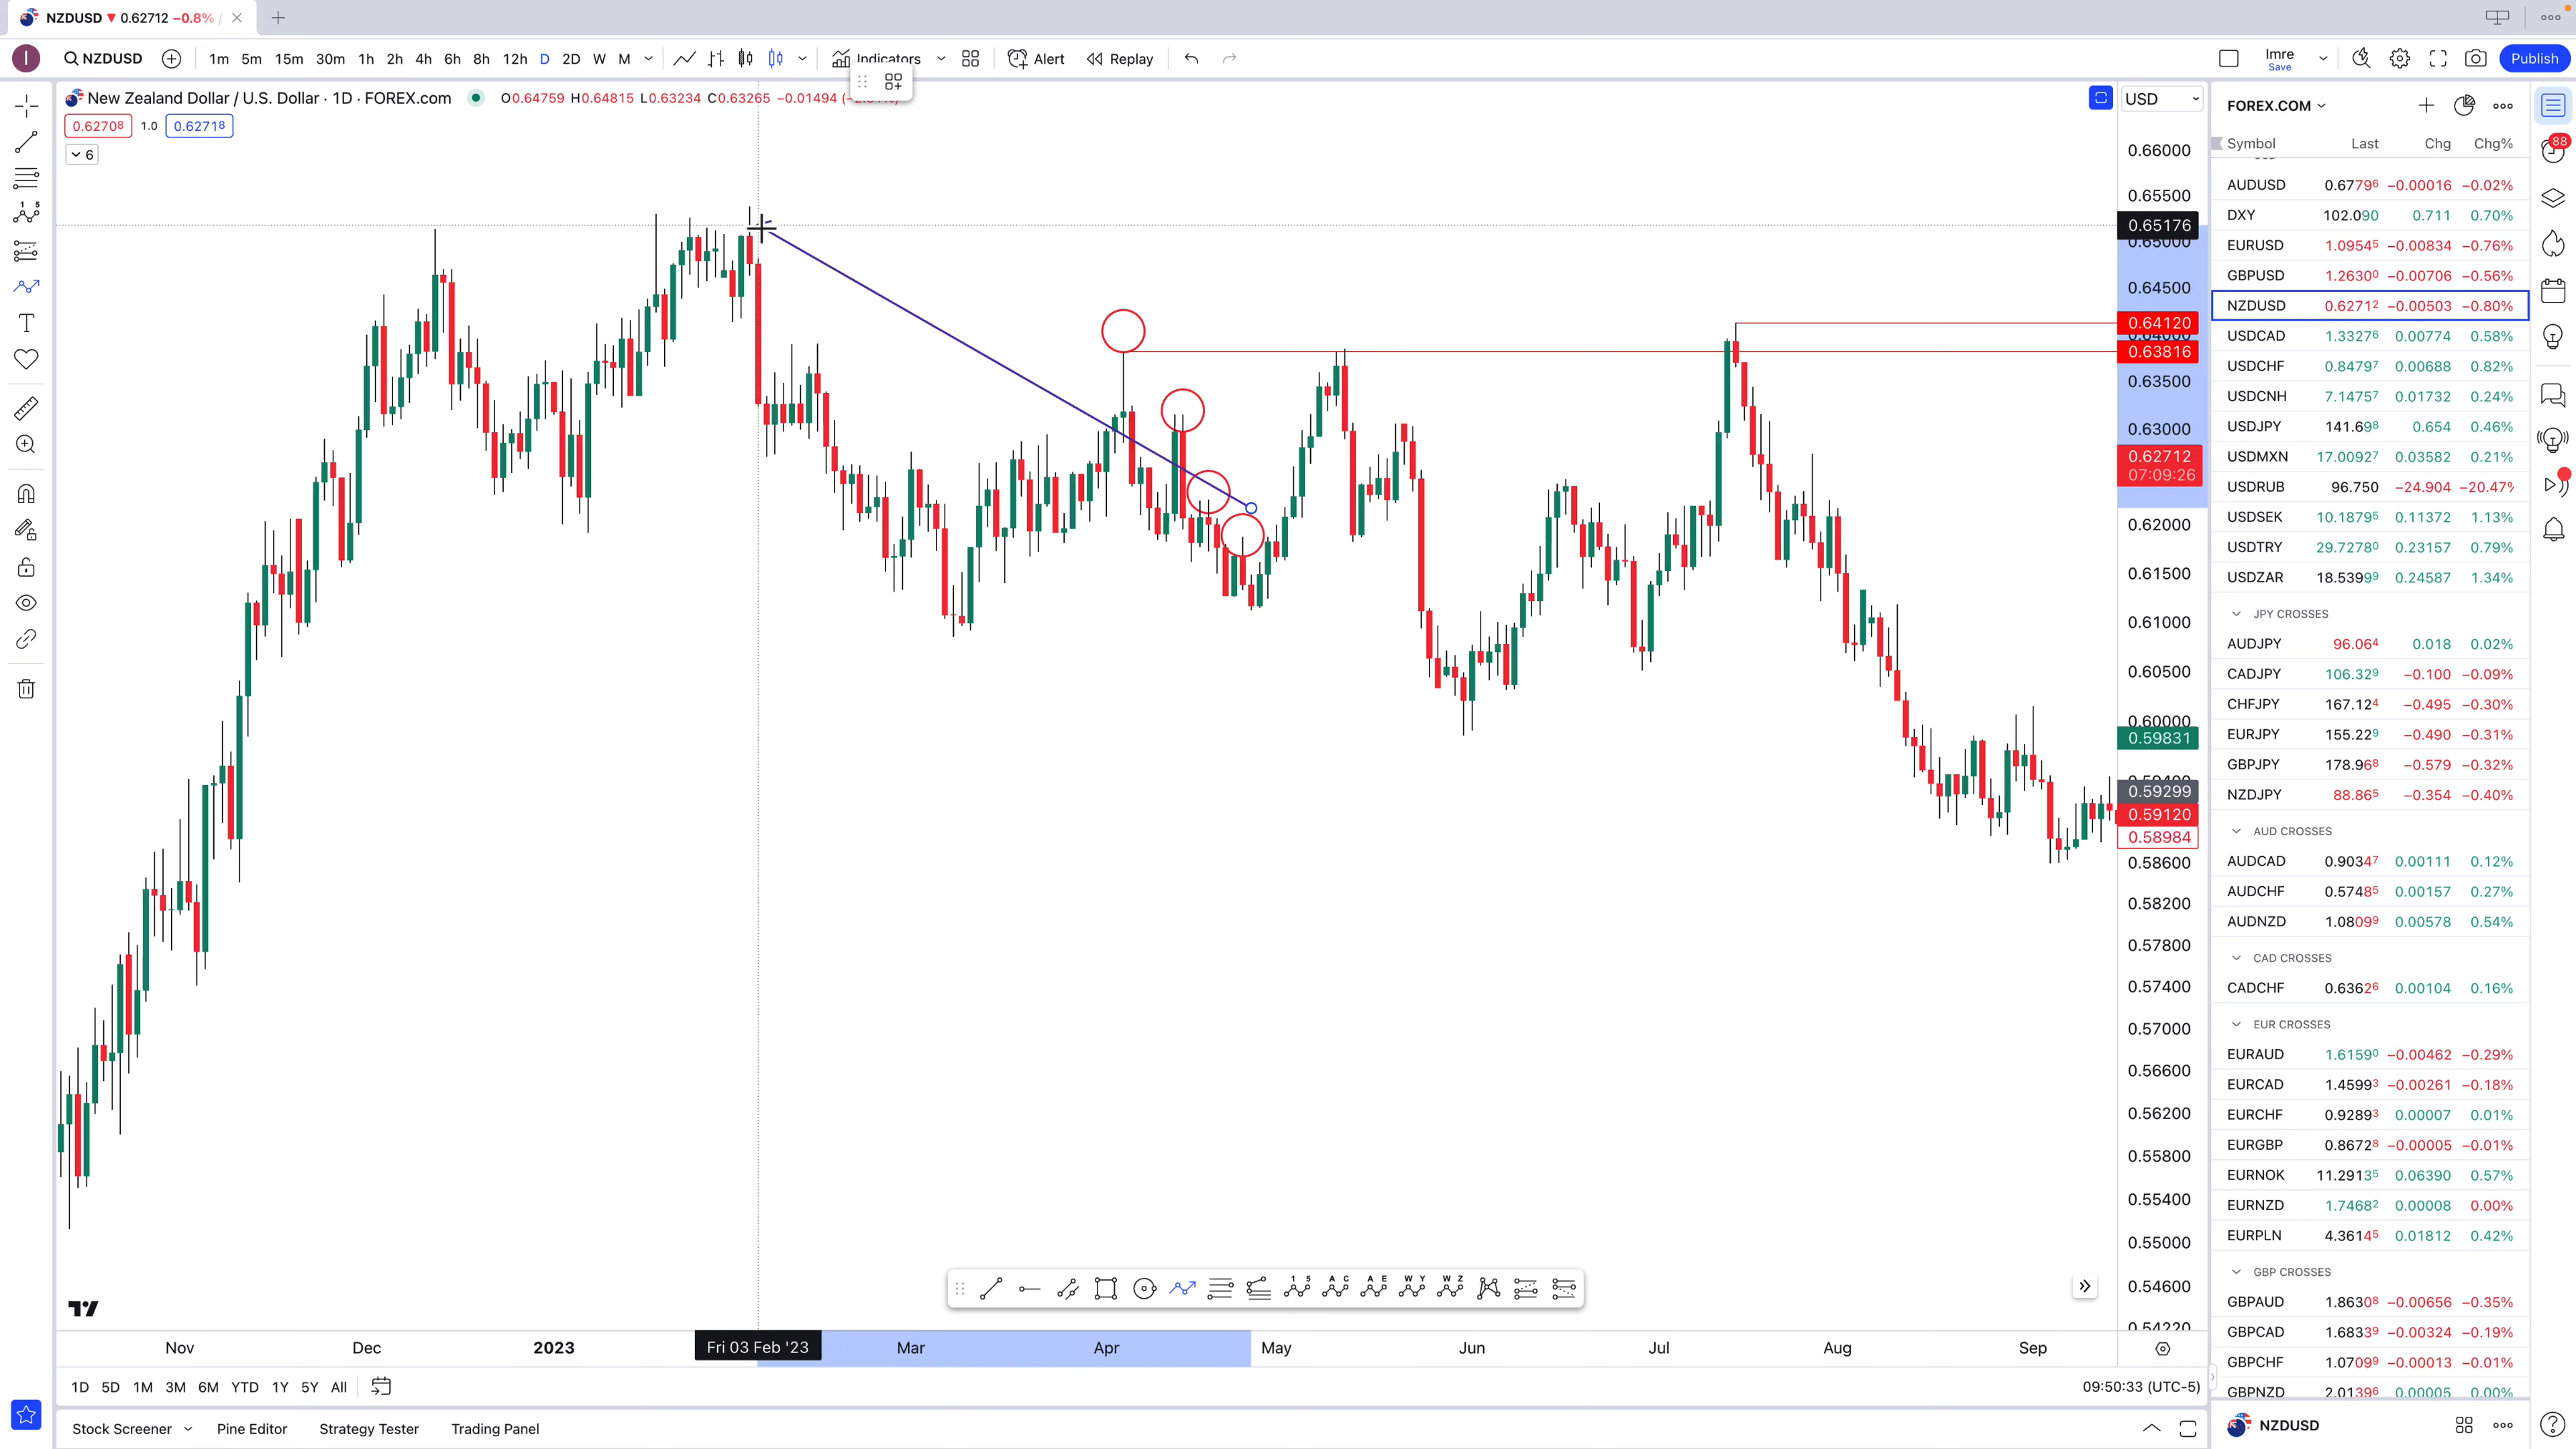 NZDUSD ▼ 0.62712 −0.8% /
I NZDUSD 1m 5m 15m 30m 1h 2h 4h 6h 8h 12h D 2D W M Indicators Alert Replay Imre Save Publish
New Zealand Dollar / U.S. Dollar · 1D · FOREX.com O0.64759 H0.64815 L0.63234 C0.63265 −0.01494
0.62708 1.0 0.62718
6
USD
0.66000
0.65500
0.65176
0.65000
0.64500
0.64120
0.63816
0.63500
0.63000
0.62712
07:09:26
0.62000
0.61500
0.61000
0.60500
0.60000
0.59831
0.59299
0.59120
0.58984
0.58600
0.58200
0.57800
0.57400
0.57000
0.56600
0.56200
0.55800
0.55400
0.55000
0.54600
0.54220
FOREX.COM
Symbol Last Chg Chg%
AUDUSD 0.67796 −0.00016 −0.02%
DXY 102.090 0.711 0.70%
EURUSD 1.09545 −0.00834 −0.76%
GBPUSD 1.26300 −0.00706 −0.56%
NZDUSD 0.62712 −0.00503 −0.80%
USDCAD 1.33276 0.00774 0.58%
USDCHF 0.84797 0.00688 0.82%
USDCNH 7.14757 0.01732 0.24%
USDJPY 141.698 0.654 0.46%
USDMXN 17.00927 0.03582 0.21%
USDRUB 96.750 −24.904 −20.47%
USDSEK 10.18795 0.11372 1.13%
USDTRY 29.72780 0.23157 0.79%
USDZAR 18.53999 0.24587 1.34%
JPY CROSSES
AUDJPY 96.064 0.018 0.02%
CADJPY 106.329 −0.100 −0.09%
CHFJPY 167.124 −0.495 −0.30%
EURJPY 155.229 −0.490 −0.31%
GBPJPY 178.968 −0.579 −0.32%
NZDJPY 88.865 −0.354 −0.40%
AUD CROSSES
AUDCAD 0.90347 0.00111 0.12%
AUDCHF 0.57485 0.00157 0.27%
AUDNZD 1.08099 0.00578 0.54%
CAD CROSSES
CADCHF 0.63626 0.00104 0.16%
EUR CROSSES
EURAUD 1.61590 −0.00462 −0.29%
EURCAD 1.45993 −0.00261 −0.18%
EURCHF 0.92893 0.00007 0.01%
EURGBP 0.86728 −0.00005 −0.01%
EURNOK 11.29135 0.06390 0.57%
EURNZD 1.74682 0.00008 0.00%
EURPLN 4.36145 0.01812 0.42%
GBP CROSSES
GBPAUD 1.86308 −0.00656 −0.35%
GBPCAD 1.68339 −0.00324 −0.19%
GBPCHF 1.07099 −0.00013 −0.01%
GBPNZD 2.01396 0.00005 0.00%
88
1 5 A C A E W Y W Z
Nov Dec 2023 Fri 03 Feb '23 Mar Apr May Jun Jul Aug Sep
1D 5D 1M 3M 6M YTD 1Y 5Y All 09:50:33 (UTC-5)
Stock Screener Pine Editor Strategy Tester Trading Panel
NZDUSD